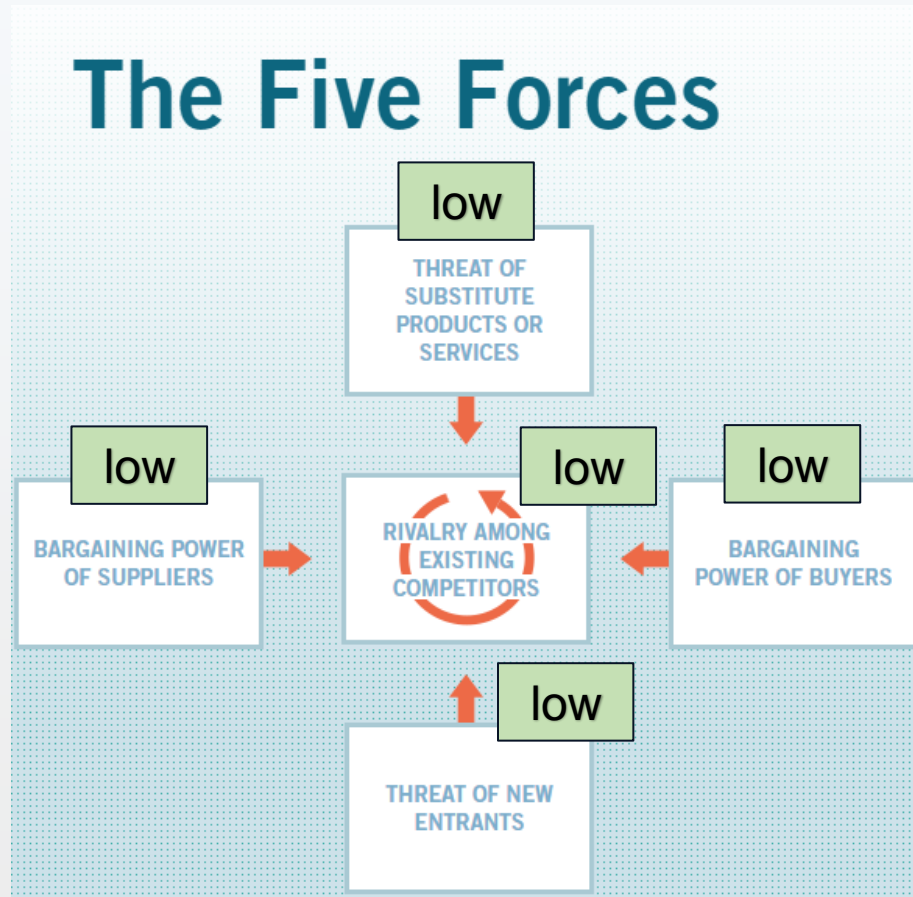 The Five Forces
low
THREAT OF
SUBSTITUTE
PRODUCTS OR
SERVICES
low
BARGAINING POWER
OF SUPPLIERS
low
RIVALRY AMONG
EXISTING
COMPETITORS
low
BARGAINING
POWER OF BUYERS
low
THREAT OF NEW
ENTRANTS